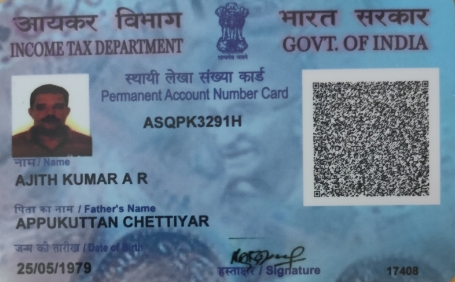 आयकर विभाग
INCOME TAX DEPARTMENT
भारत सरकार
GOVT. OF INDIA
स्थायी लेखा संख्या कार्ड
Permanent Account Number Card
ASQPK3291H
नाम / Name
AJITH KUMAR A R
पिता का नाम / Father's Name
APPUKUTTAN CHETTIYAR
जन्म की तारीख / Date of Birth
25/05/1979
हस्ताक्षर / Signature
17408